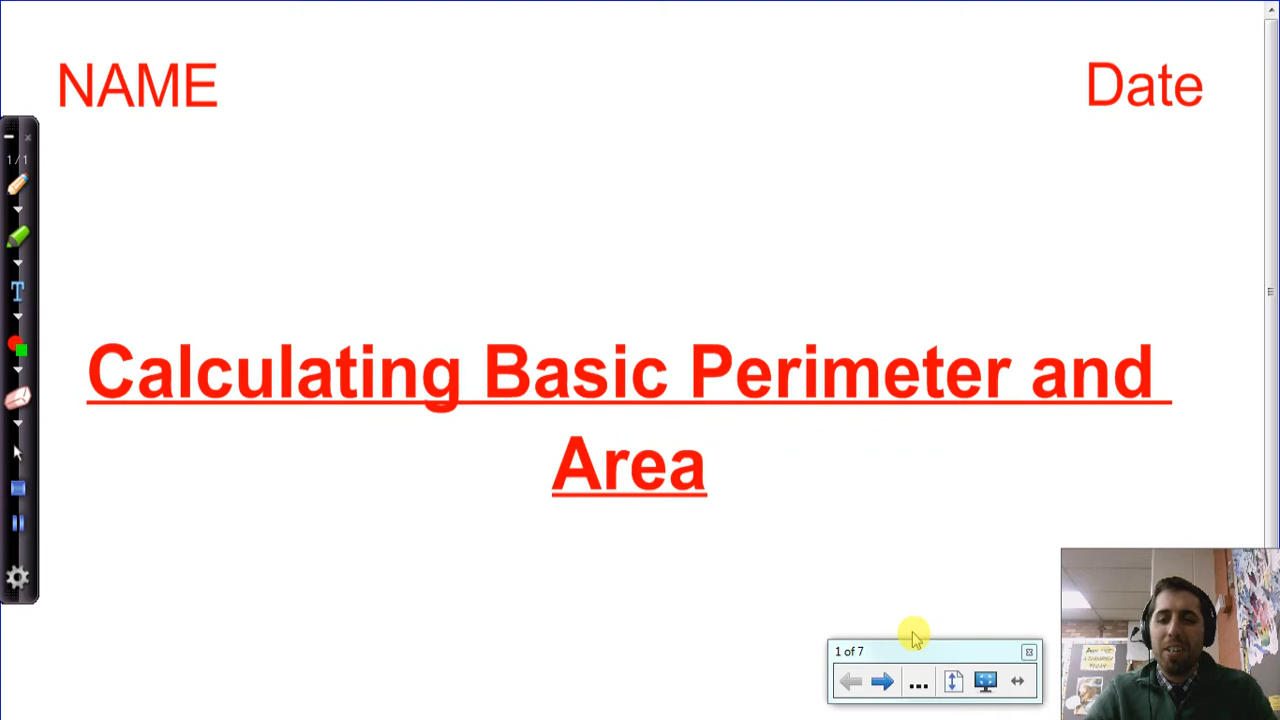 NAME
Date
1 / 1
T
Calculating Basic Perimeter and
Area
1 of 7
...